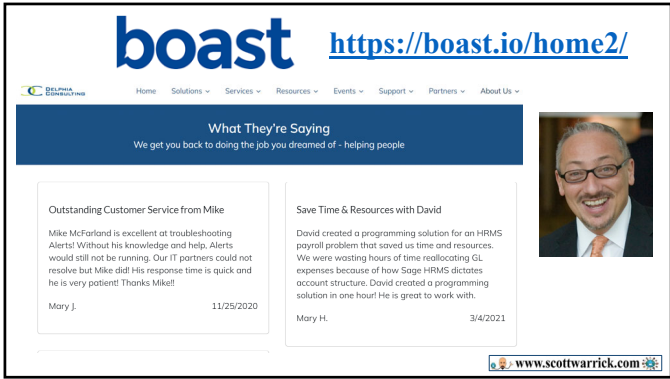 boast
https://boast.io/home2/
DELPHIA
CONSULTING
Home Solutions Services Resources Events Support Partners About Us
What They're Saying
We get you back to doing the job you dreamed of - helping people
Outstanding Customer Service from Mike
Mike McFarland is excellent at troubleshooting
Alerts! Without his knowledge and help, Alerts
would still not be running. Our IT partners could not
resolve but Mike did! His response time is quick and
he is very patient! Thanks Mike!!
Mary J. 11/25/2020
Save Time & Resources with David
David created a programming solution for an HRMS
payroll problem that saved us time and resources.
We were wasting hours of time reallocating GL
expenses because of how Sage HRMS dictates
account structure. David created a programming
solution in one hour! He is great to work with.
Mary H. 3/4/2021
www.scottwarrick.com